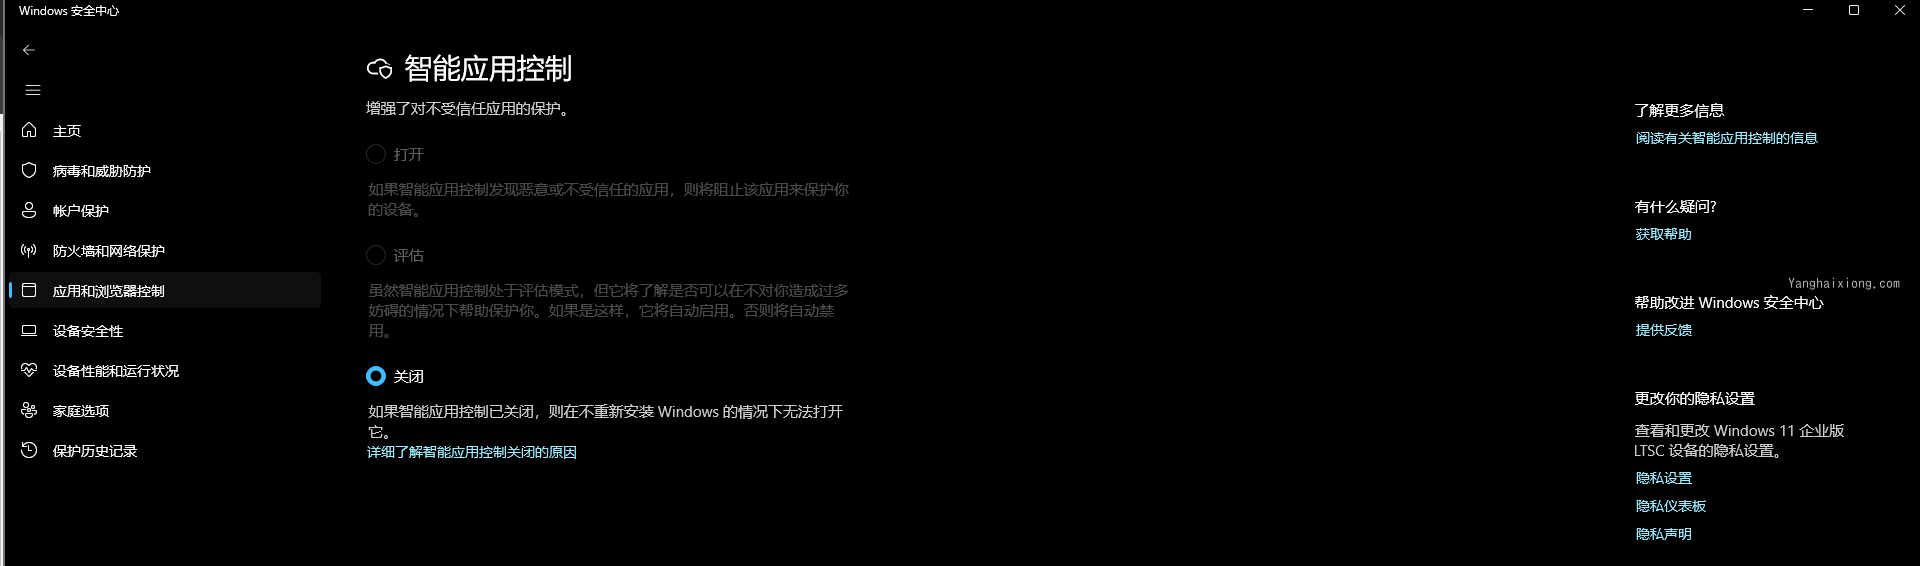 Windows 安全中心
智能应用控制
增强了对不受信任应用的保护。
主页
病毒和威胁防护
帐户保护
防火墙和网络保护
应用和浏览器控制
设备安全性
设备性能和运行状况
家庭选项
保护历史记录
打开
如果智能应用控制发现恶意或不受信任的应用，则将阻止该应用来保护你
的设备。
评估
虽然智能应用控制处于评估模式，但它将了解是否可以在不对你造成过多
妨碍的情况下帮助保护你。如果是这样，它将自动启用。否则将自动禁
用。
关闭
如果智能应用控制已关闭，则在不重新安装 Windows 的情况下无法打开
它。
详细了解智能应用控制关闭的原因
了解更多信息
阅读有关智能应用控制的信息
有什么疑问?
获取帮助
Yanghaixiong.com
帮助改进 Windows 安全中心
提供反馈
更改你的隐私设置
查看和更改 Windows 11 企业版
LTSC 设备的隐私设置。
隐私设置
隐私仪表板
隐私声明